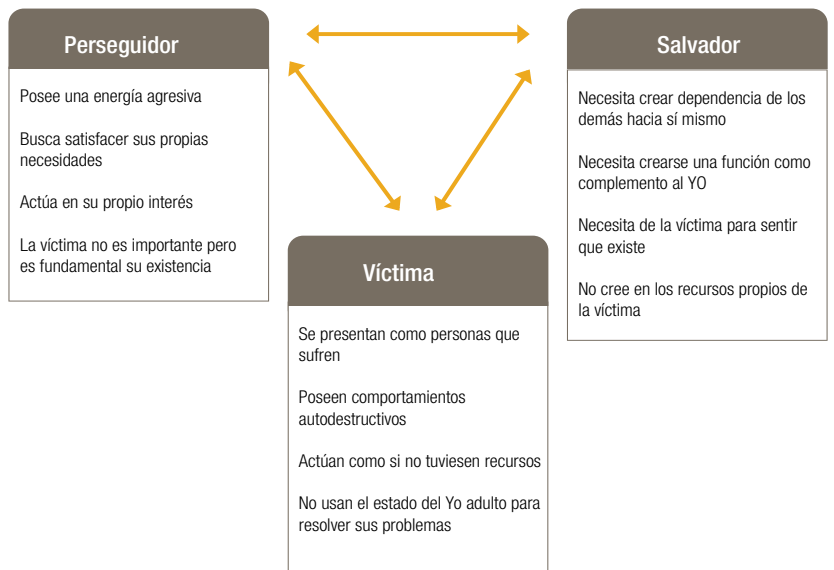 Perseguidor
Posee una energía agresiva
Busca satisfacer sus propias
necesidades
Actúa en su propio interés
La víctima no es importante pero
es fundamental su existencia
Salvador
Necesita crear dependencia de los
demás hacia sí mismo
Necesita crearse una función como
complemento al YO
Necesita de la víctima para sentir
que existe
No cree en los recursos propios de
la víctima
Víctima
Se presentan como personas que
sufren
Poseen comportamientos
autodestructivos
Actúan como si no tuviesen recursos
No usan el estado del Yo adulto para
resolver sus problemas